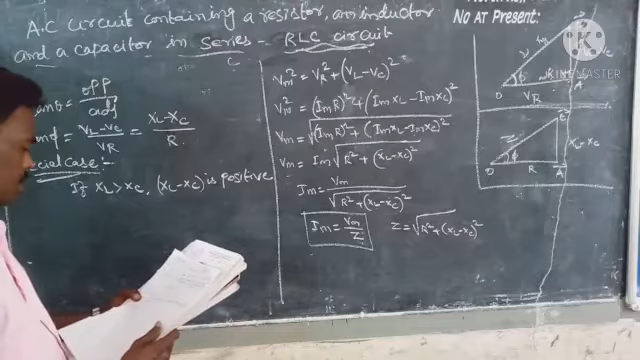 A.C circuit containing a resistor, an inductor
and a capacitor in series - RLC circuit
tanϕ = opp/adj
tanϕ = (VL-Vc)/VR = (XL-Xc)/R
Special case:-
If XL>Xc, (XL-Xc) is positive
Vm² = VR² + (VL-Vc)²
Vm² = (ImR)² + (ImXL-ImXc)²
Vm = √((ImR)² + (ImXL-ImXc)²)
Vm = Im√(R² + (XL-Xc)²)
Im = Vm/√(R² + (XL-Xc)²)
Im = Vm/Z Z = √(R² + (XL-Xc)²)
No AT Present:
KINEMASTER
ϕ
O VR A
Z ϕ XL-Xc
O R A